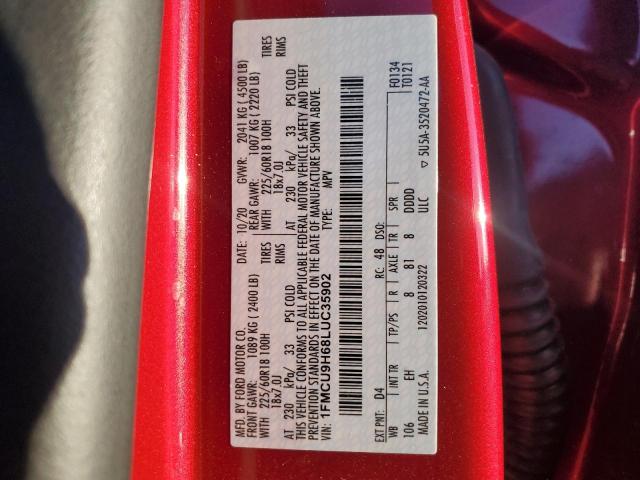 MFD. BY FORD MOTOR CO.
DATE: 10/20 GVWR: 2041 KG ( 4500 LB)
FRONT GAWR: 1089 KG ( 2400 LB) REAR GAWR: 1007 KG ( 2220 LB)
WITH 225/60R18 100H TIRES WITH 225/60R18 100H TIRES
18x7.0J RIMS 18x7.0J RIMS
AT 230 kPa/ 33 PSI COLD AT 230 kPa/ 33 PSI COLD
THIS VEHICLE CONFORMS TO ALL APPLICABLE FEDERAL MOTOR VEHICLE SAFETY AND THEFT
PREVENTION STANDARDS IN EFFECT ON THE DATE OF MANUFACTURE SHOWN ABOVE.
VIN: 1FMCU9H68LUC35902 TYPE: MPV
F0134
T0121
EXT PNT: D4 RC: 48 DSO:
WB INT TR TP/PS R AXLE TR SPR
106 EH 8 81 8 DDDD
MADE IN U.S.A. 1202010120322 ULC
▽ 5U5A-3520472-AA